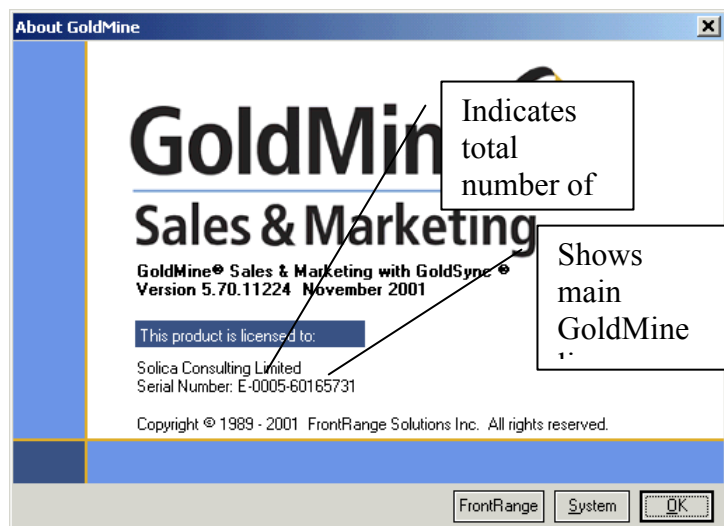 About GoldMine
GoldMin
Sales & Marketing
GoldMine® Sales & Marketing with GoldSync ®
Version 5.70.11224 November 2001
This product is licensed to:
Solica Consulting Limited
Serial Number: E-0005-60165731
Copyright © 1989 - 2001 FrontRange Solutions Inc. All rights reserved.
Indicates
total
number of
Shows
main
GoldMine
FrontRange
System
OK